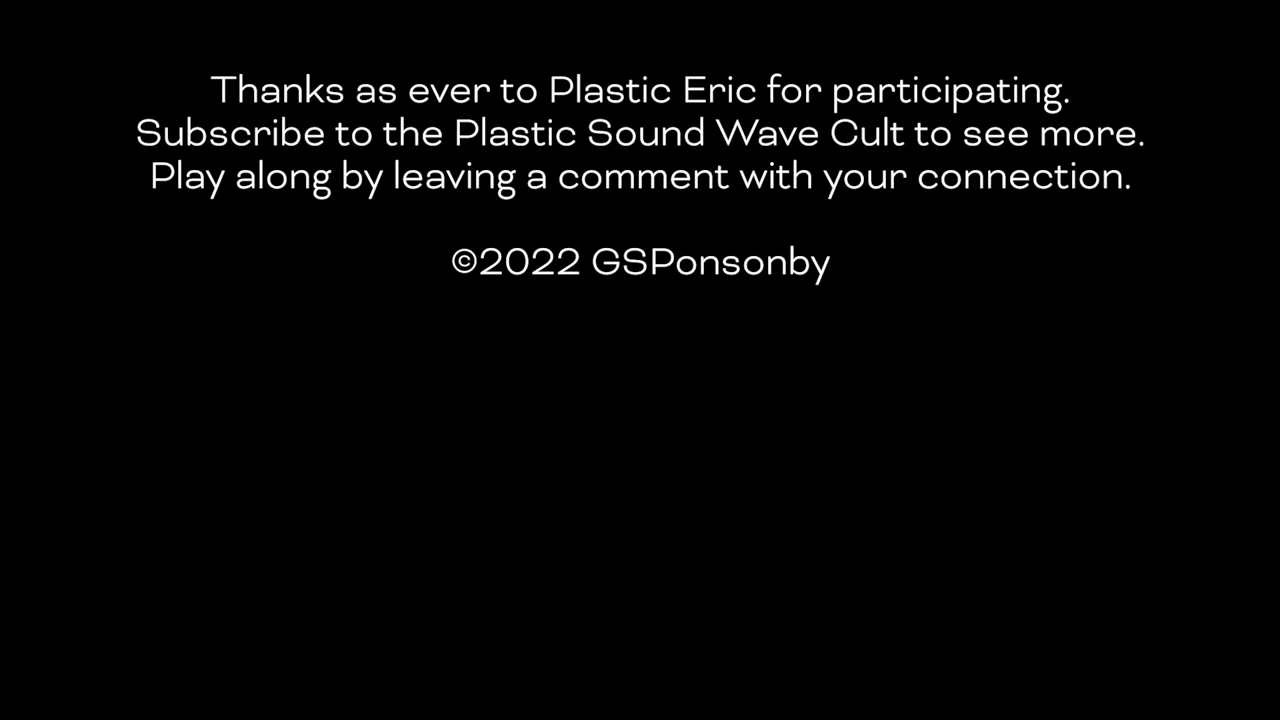 Thanks as ever to Plastic Eric for participating.
Subscribe to the Plastic Sound Wave Cult to see more.
Play along by leaving a comment with your connection.
©2022 GSPonsonby